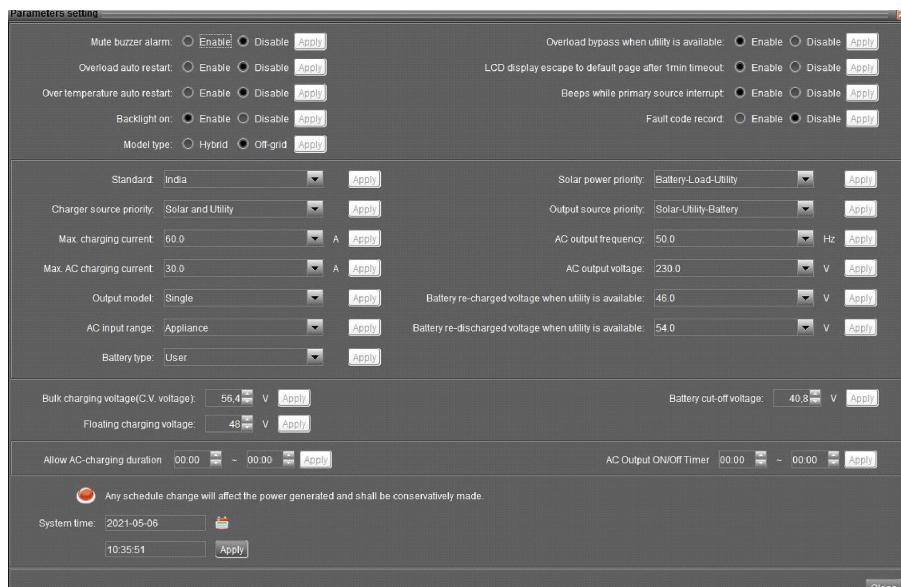 Parameters setting
Mute buzzer alarm: Enable Disable Apply
Overload bypass when utility is available: Enable Disable Apply
Overload auto restart: Enable Disable Apply
LCD display escape to default page after 1min timeout: Enable Disable Apply
Over temperature auto restart: Enable Disable Apply
Beeps while primary source interrupt: Enable Disable Apply
Backlight on: Enable Disable Apply
Fault code record: Enable Disable Apply
Model type: Hybrid Off-grid Apply
Standard: India Apply
Solar power priority: Battery-Load-Utility Apply
Charger source priority: Solar and Utility Apply
Output source priority: Solar-Utility-Battery Apply
Max. charging current: 60.0 A Apply
AC output frequency: 50.0 Hz Apply
Max. AC charging current: 30.0 A Apply
AC output voltage: 230.0 V Apply
Output model: Single Apply
Battery re-charged voltage when utility is available: 46.0 V Apply
AC input range: Appliance Apply
Battery re-discharged voltage when utility is available: 54.0 V Apply
Battery type: User Apply
Bulk charging voltage(C.V. voltage): 56,4 V Apply
Battery cut-off voltage: 40,8 V Apply
Floating charging voltage: 48 V Apply
Allow AC-charging duration 00:00 ~ 00:00 Apply
AC Output ON/Off Timer 00:00 ~ 00:00 Apply
Any schedule change will affect the power generated and shall be conservatively made.
System time: 2021-05-06
10:35:51 Apply
Close